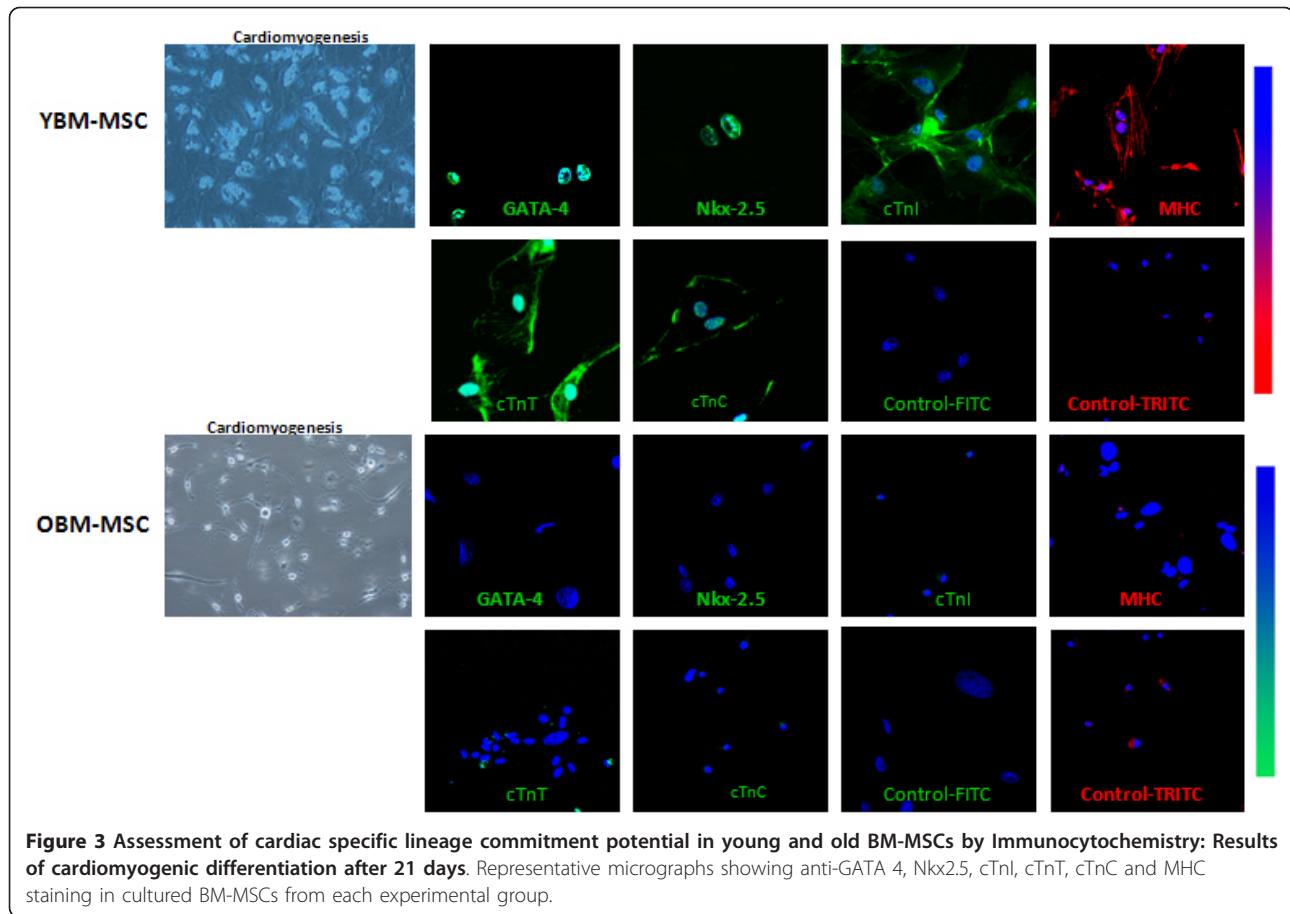 Cardiomyogenesis
YBM-MSC
GATA-4
Nkx-2.5
cTnI
MHC
cTnT
cTnC
Control-FITC
Control-TRITC
Cardiomyogenesis
OBM-MSC
GATA-4
Nkx-2.5
cTnI
MHC
cTnT
cTnC
Control-FITC
Control-TRITC
Figure 3 Assessment of cardiac specific lineage commitment potential in young and old BM-MSCs by Immunocytochemistry: Results
of cardiomyogenic differentiation after 21 days. Representative micrographs showing anti-GATA 4, Nkx2.5, cTnI, cTnT, cTnC and MHC
staining in cultured BM-MSCs from each experimental group.